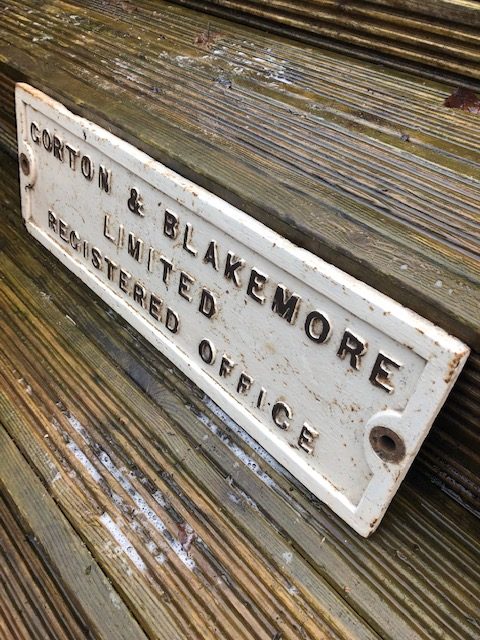 GORTON & BLAKEMORE
LIMITED
REGISTERED OFFICE